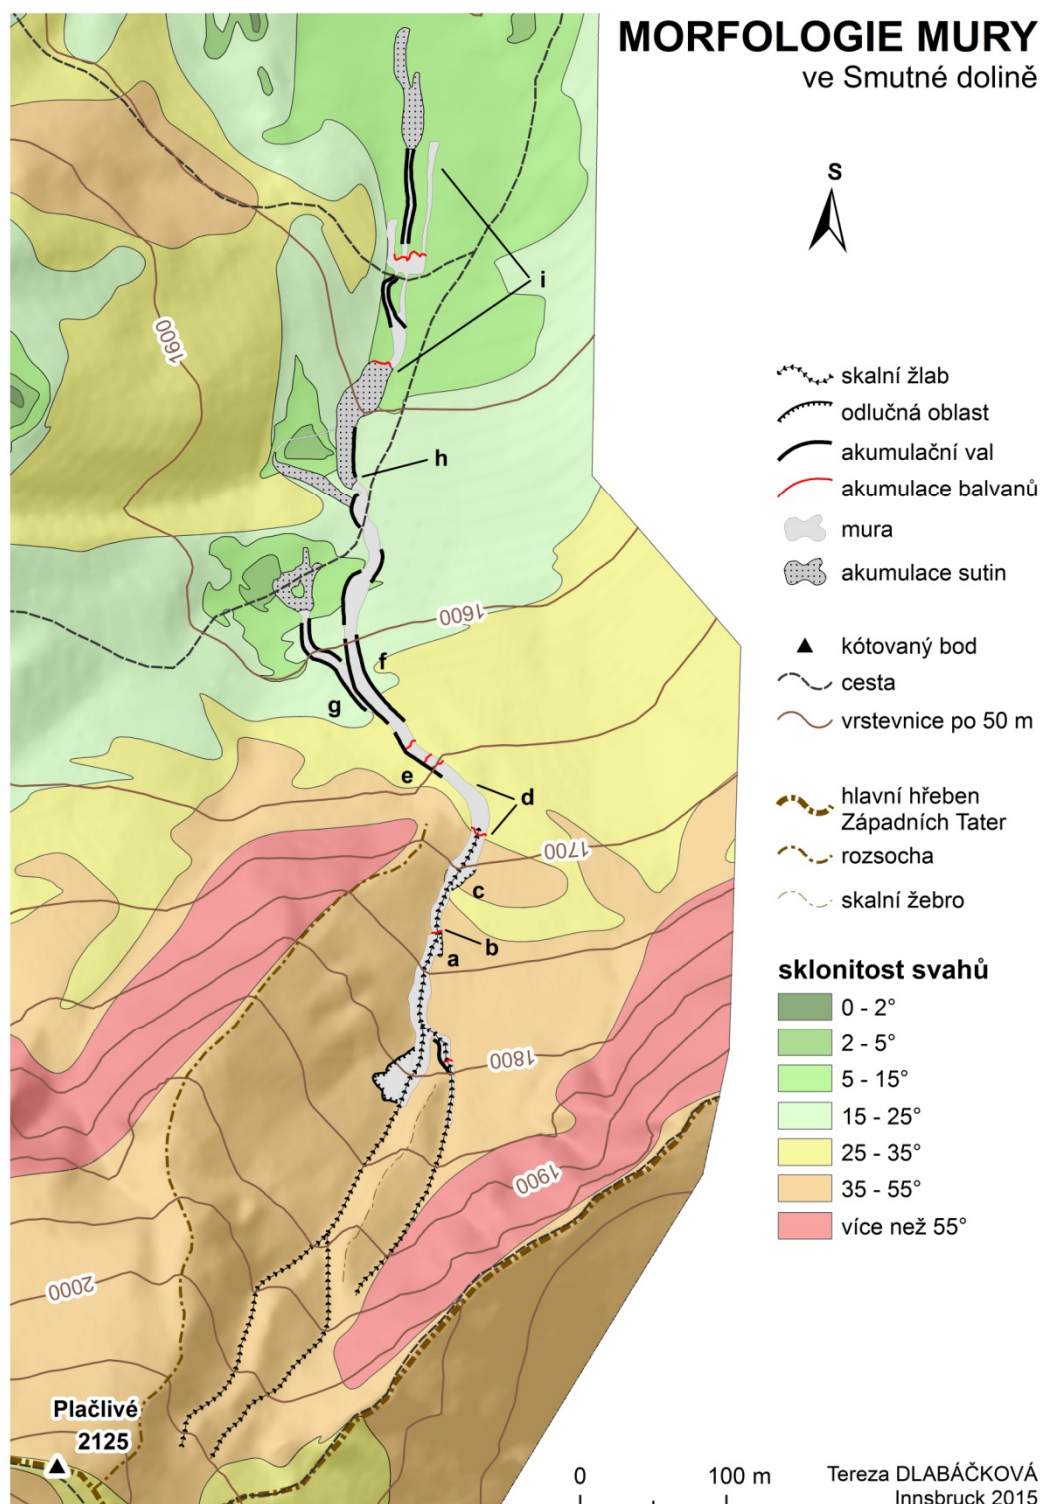 MORFOLOGIE MURY
ve Smutné dolině
S
i
h
f
g
e
d
c
b
a
1600
1600
1700
1800
1900
2000
Plačlivé
2125
skalní žlab
odlučná oblast
akumulační val
akumulace balvanů
mura
akumulace sutin
kótovaný bod
cesta
vrstevnice po 50 m
hlavní hřeben
Západních Tater
rozsocha
skalní žebro
sklonitost svahů
0 - 2°
2 - 5°
5 - 15°
15 - 25°
25 - 35°
35 - 55°
více než 55°
0 100 m
Tereza DLABÁČKOVÁ
Innsbruck 2015